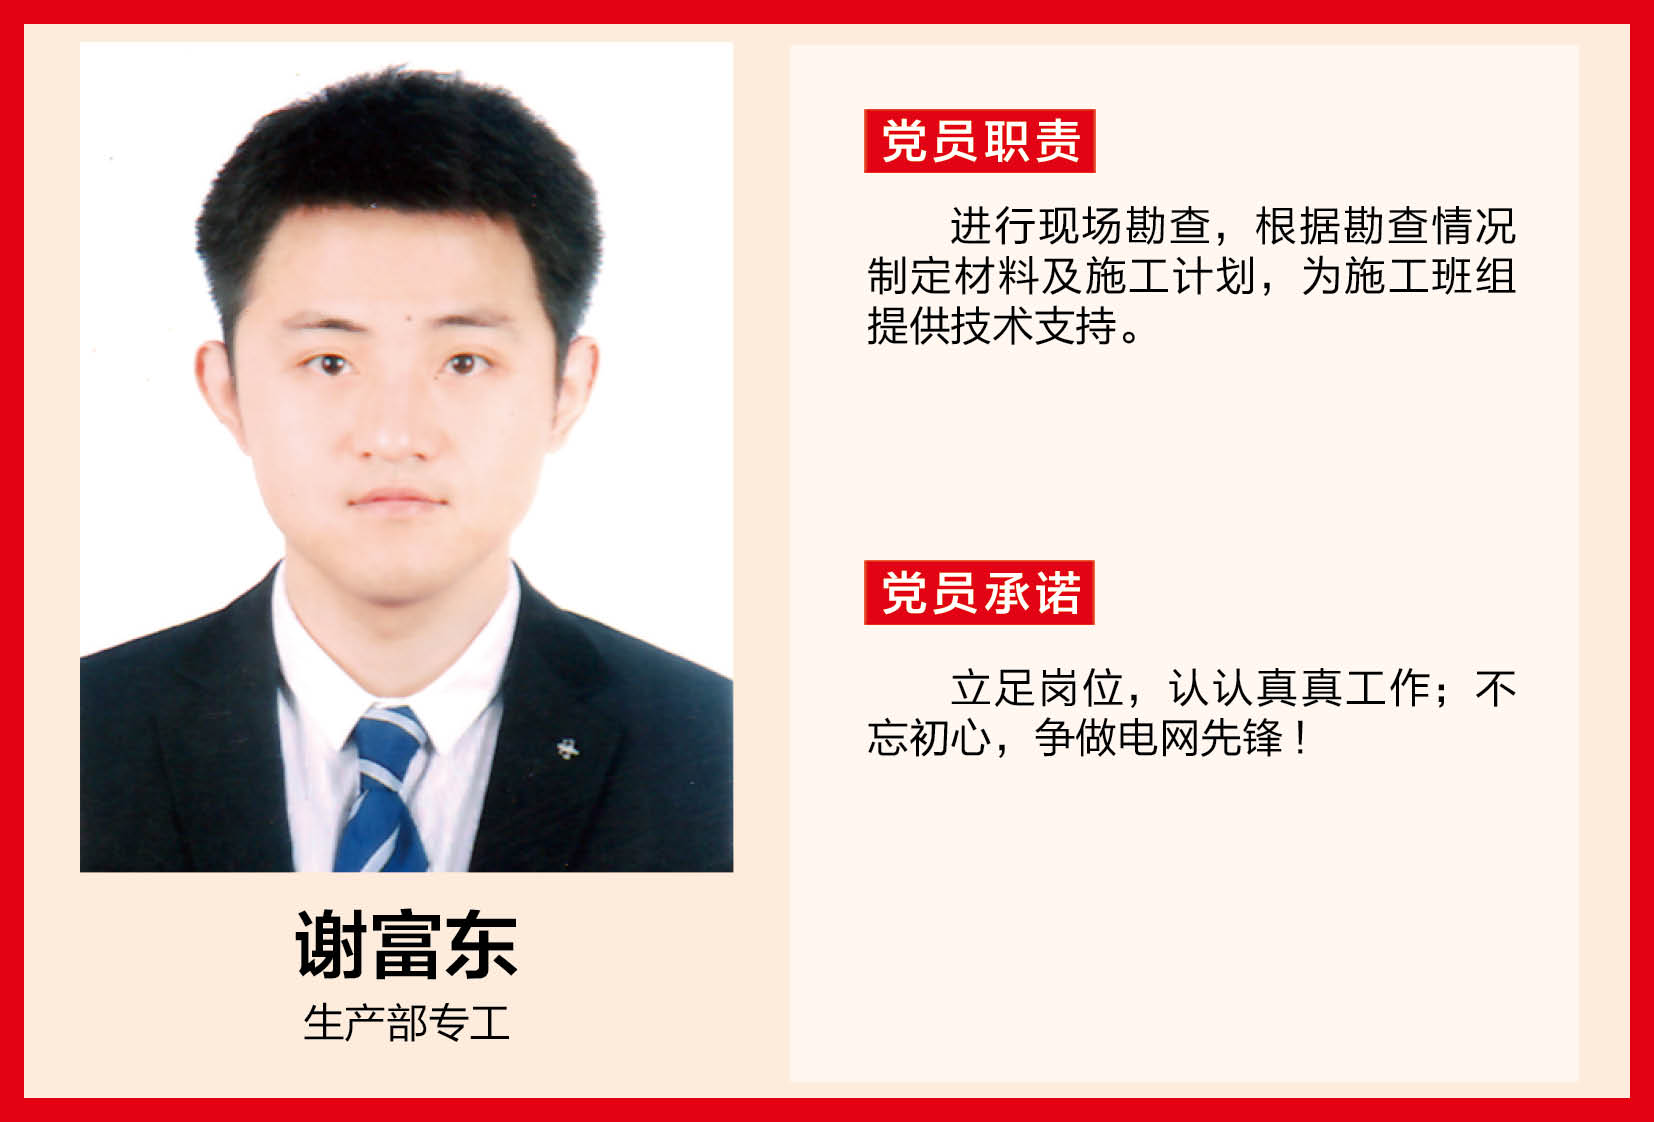 谢富东
生产部专工
党员职责
进行现场勘查，根据勘查情况
制定材料及施工计划，为施工班组
提供技术支持。
党员承诺
立足岗位，认认真真工作；不
忘初心，争做电网先锋！